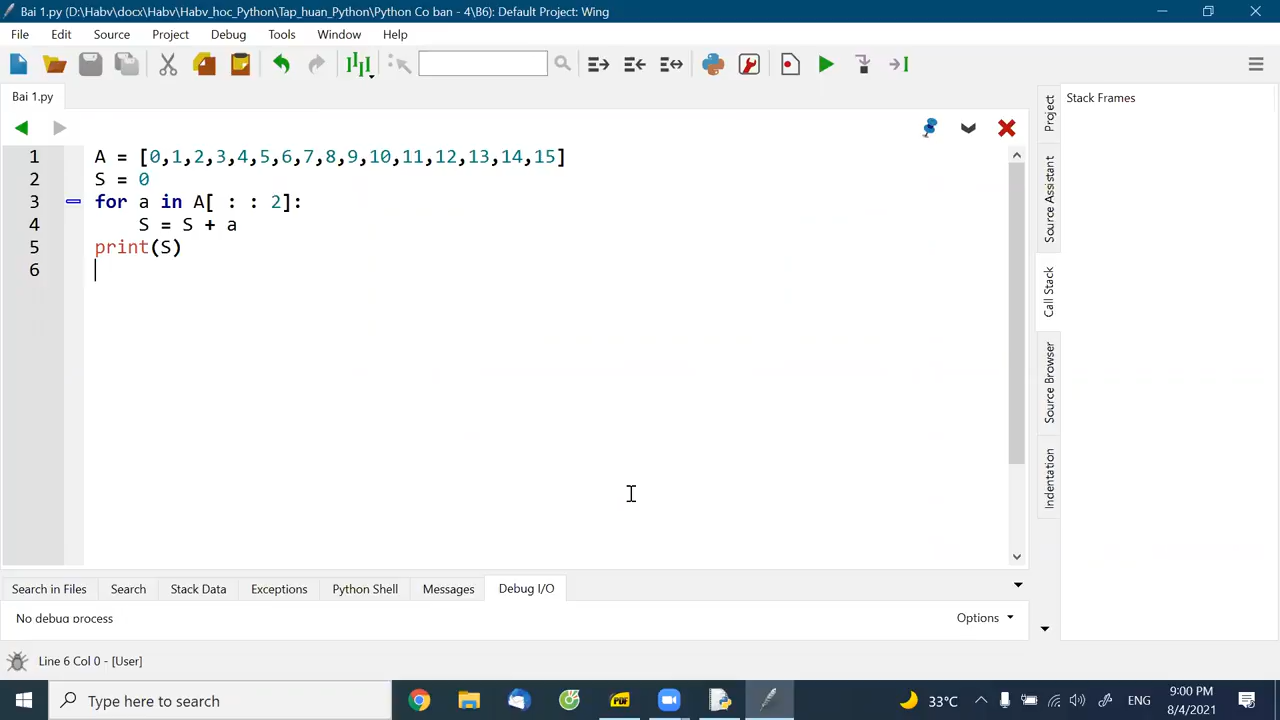 Bai 1.py (D:\Habv\docx\Habv\Habv_hoc_Python\Tap_huan_Python\Python Co ban - 4\B6): Default Project: Wing
File Edit Source Project Debug Tools Window Help
Bai 1.py
Stack Frames
1 A = [0,1,2,3,4,5,6,7,8,9,10,11,12,13,14,15]
2 S = 0
3 for a in A[ : : 2]:
4 S = S + a
5 print(S)
6
Project
Source Assistant
Call Stack
Source Browser
Indentation
Search in Files Search Stack Data Exceptions Python Shell Messages Debug I/O
No debug process Options
Line 6 Col 0 - [User]
Type here to search
PDF
33°C
ENG
9:00 PM
8/4/2021